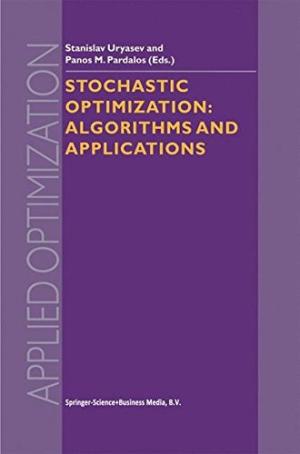 Stanislav Uryasev and
Panos M. Pardalos (Eds.)
STOCHASTIC
OPTIMIZATION:
ALGORITHMS AND
APPLICATIONS
APPLIED OPTIMIZATION
Springer-Science+Business Media, B.V.